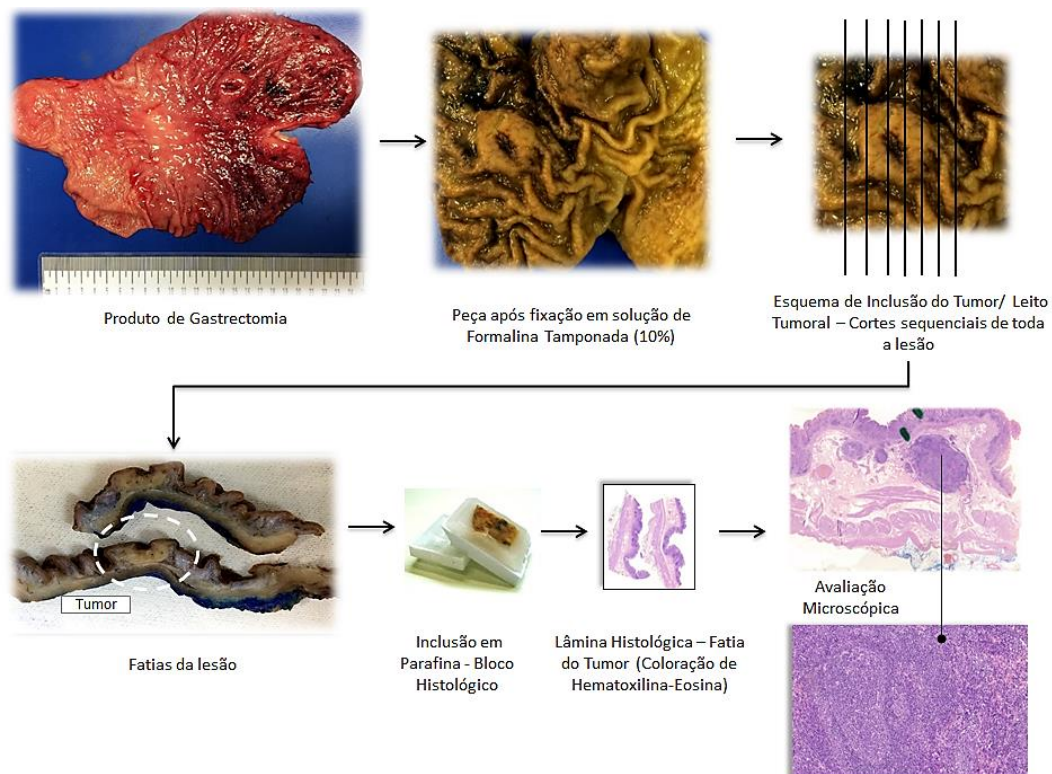 Produto de Gastrectomia
Peça após fixação em solução de
Formalina Tamponada (10%)
Esquema de Inclusão do Tumor/ Leito
Tumoral – Cortes sequenciais de toda
a lesão
Tumor
Fatias da lesão
Inclusão em
Parafina - Bloco
Histológico
Lâmina Histológica – Fatia
do Tumor (Coloração de
Hematoxilina-Eosina)
Avaliação
Microscópica